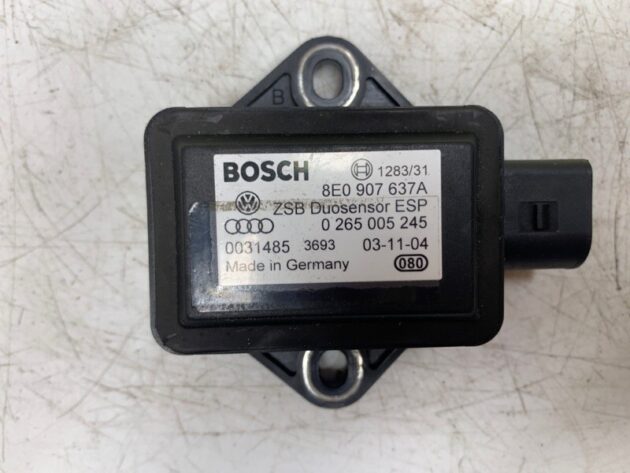 B
BOSCH 1283/31
8E0 907 637A
ZSB Duosensor ESP
0 265 005 245
0031485 3693 03-11-04
Made in Germany 080